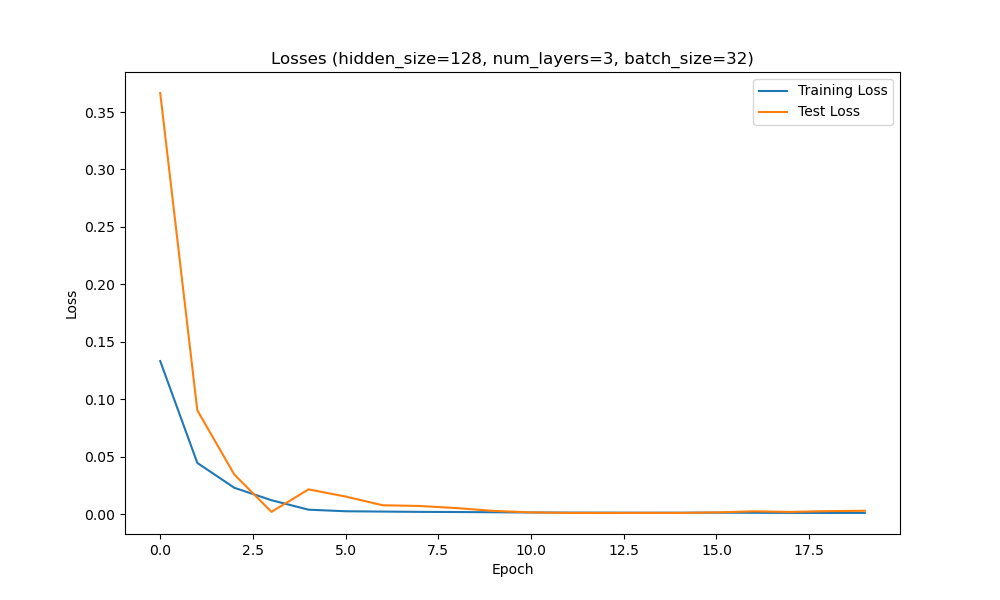 Losses (hidden_size=128, num_layers=3, batch_size=32)
Training Loss
Test Loss
0.35
0.30
0.25
0.20
0.15
0.10
0.05
0.00
Loss
0.0 2.5 5.0 7.5 10.0 12.5 15.0 17.5
Epoch